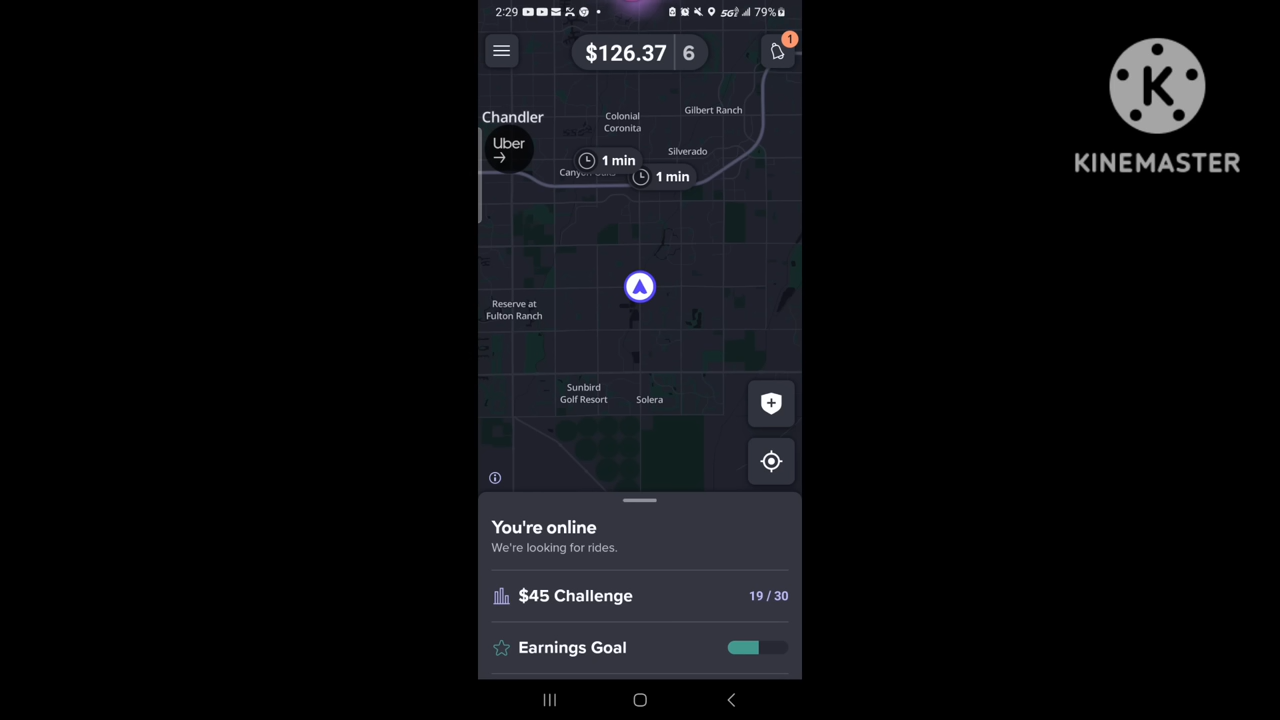 2:29
5G
79%
$126.37
6
1
Chandler
Colonial
Coronita
Gilbert Ranch
Uber
1 min
Silverado
1 min
Reserve at
Fulton Ranch
Sunbird
Golf Resort
Solera
You're online
We're looking for rides.
$45 Challenge
19 / 30
Earnings Goal
K
KINEMASTER